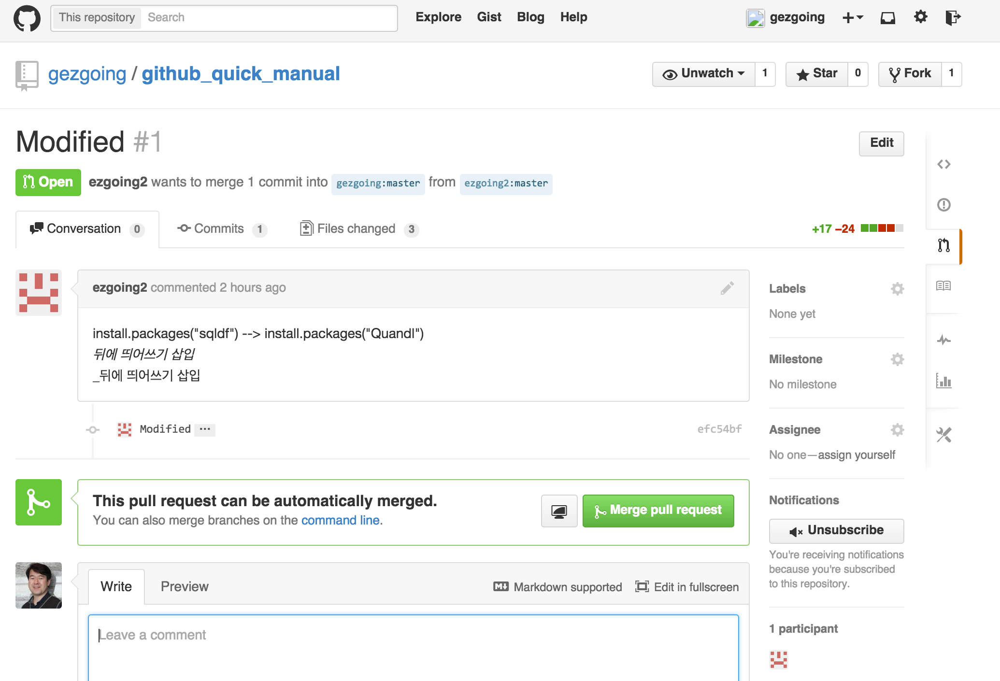 This repository Search Explore Gist Blog Help gezgoing
gezgoing / github_quick_manual Unwatch 1 Star 0 Fork 1
Modified #1 Edit
Open ezgoing2 wants to merge 1 commit into gezgoing:master from ezgoing2:master
Conversation 0 Commits 1 Files changed 3 +17 −24
ezgoing2 commented 2 hours ago
install.packages("sqldf") --> install.packages("Quandl")
뒤에 띄어쓰기 삽입
_뒤에 띄어쓰기 삽입
Modified ··· efc54bf
This pull request can be automatically merged.
You can also merge branches on the command line.
Merge pull request
Write Preview Markdown supported Edit in fullscreen
Leave a comment
Labels
None yet
Milestone
No milestone
Assignee
No one—assign yourself
Notifications
Unsubscribe
You're receiving notifications
because you're subscribed
to this repository.
1 participant